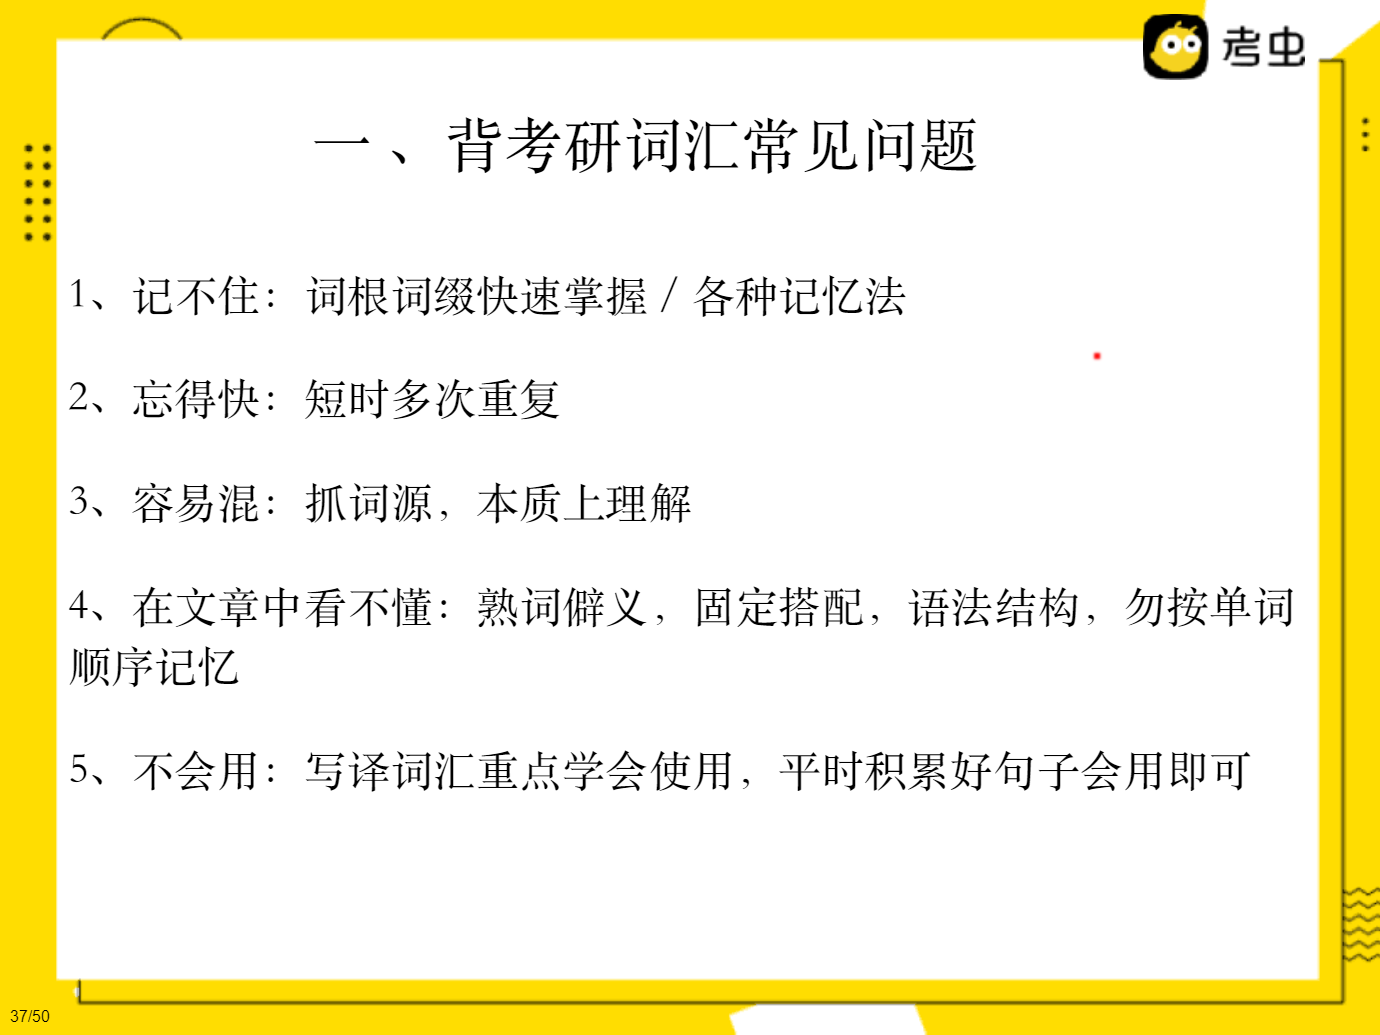 考虫
一、背考研词汇常见问题
1、记不住：词根词缀快速掌握／各种记忆法
2、忘得快：短时多次重复
3、容易混：抓词源，本质上理解
4、在文章中看不懂：熟词僻义，固定搭配，语法结构，勿按单词
顺序记忆
5、不会用：写译词汇重点学会使用，平时积累好句子会用即可
37/50